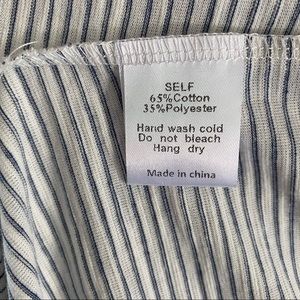 SELF
65%Cotton
35%Polyester
Hand wash cold
Do not bleach
Hang dry
Made in china